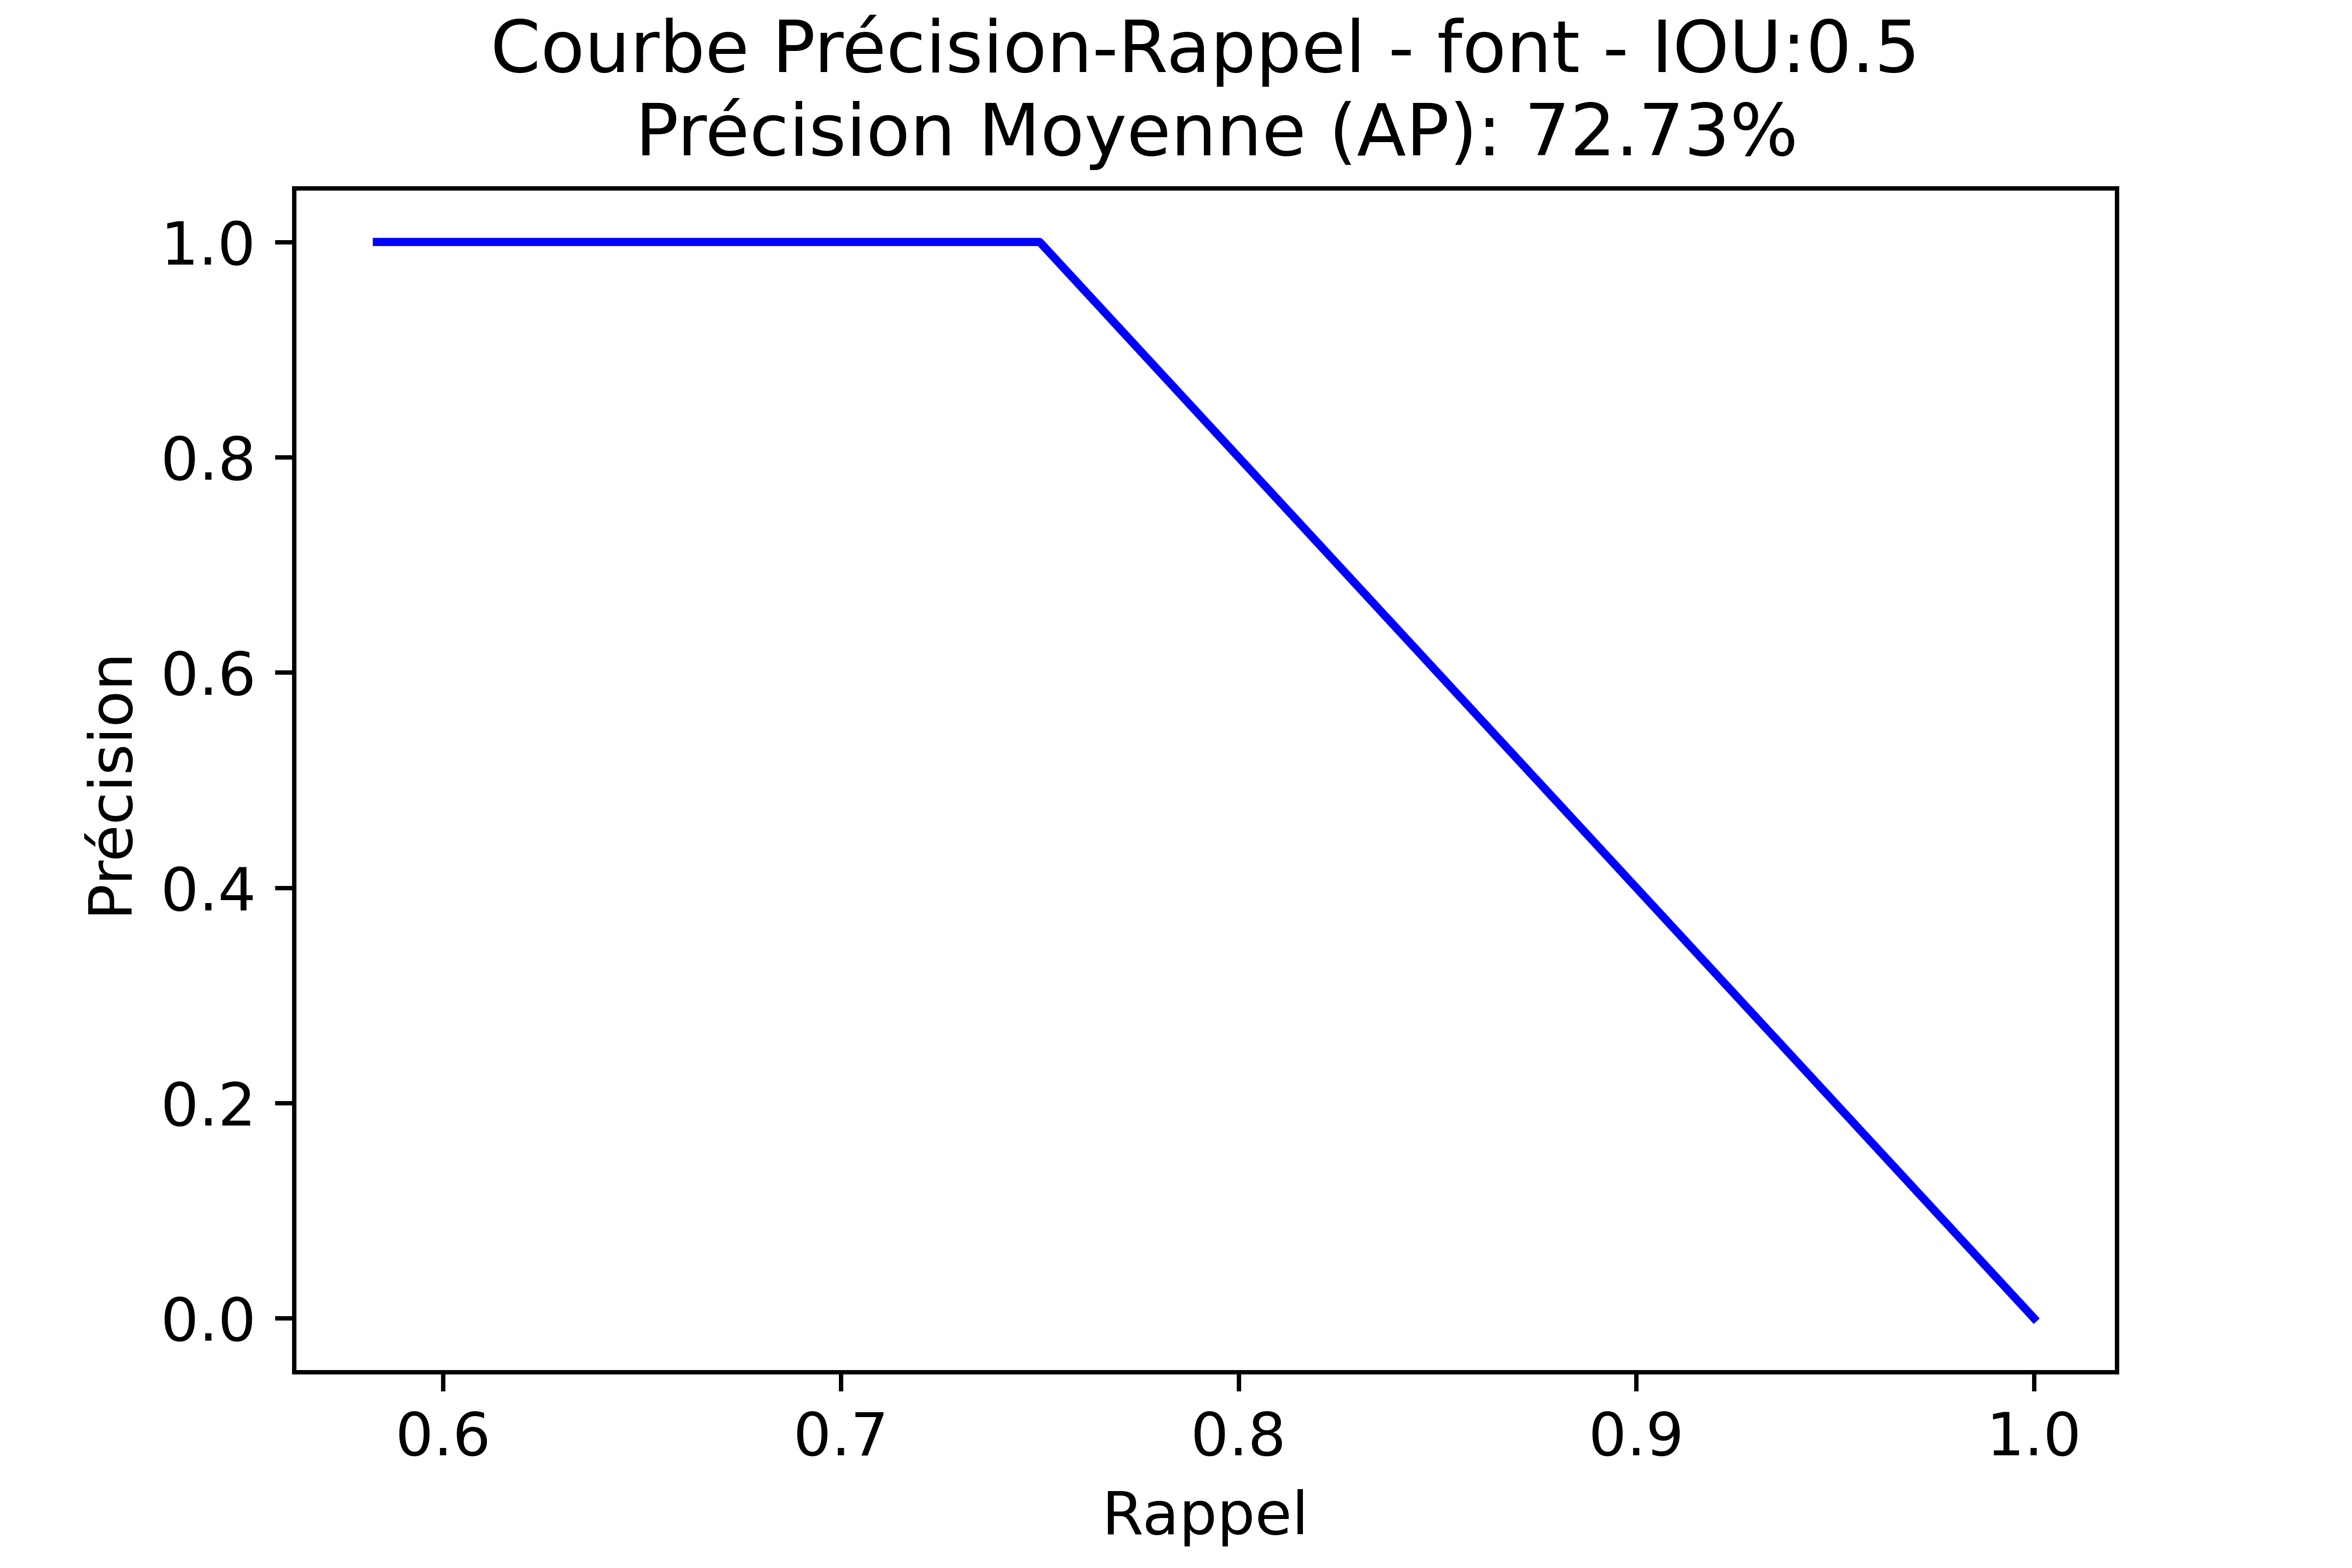 Courbe Précision-Rappel - font - IOU:0.5
Précision Moyenne (AP): 72.73%
Précision
1.0
0.8
0.6
0.4
0.2
0.0
0.6 0.7 0.8 0.9 1.0
Rappel